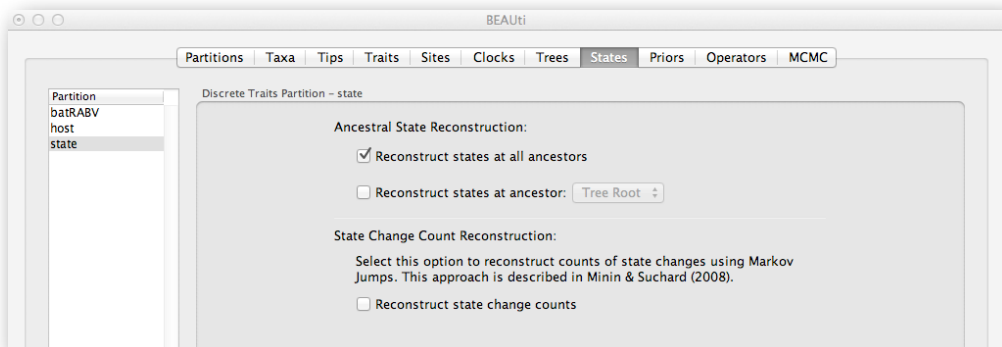 BEAUti
Partitions Taxa Tips Traits Sites Clocks Trees States Priors Operators MCMC
Partition
batRABV
host
state
Discrete Traits Partition - state
Ancestral State Reconstruction:
Reconstruct states at all ancestors
Reconstruct states at ancestor: Tree Root
State Change Count Reconstruction:
Select this option to reconstruct counts of state changes using Markov
Jumps. This approach is described in Minin & Suchard (2008).
Reconstruct state change counts